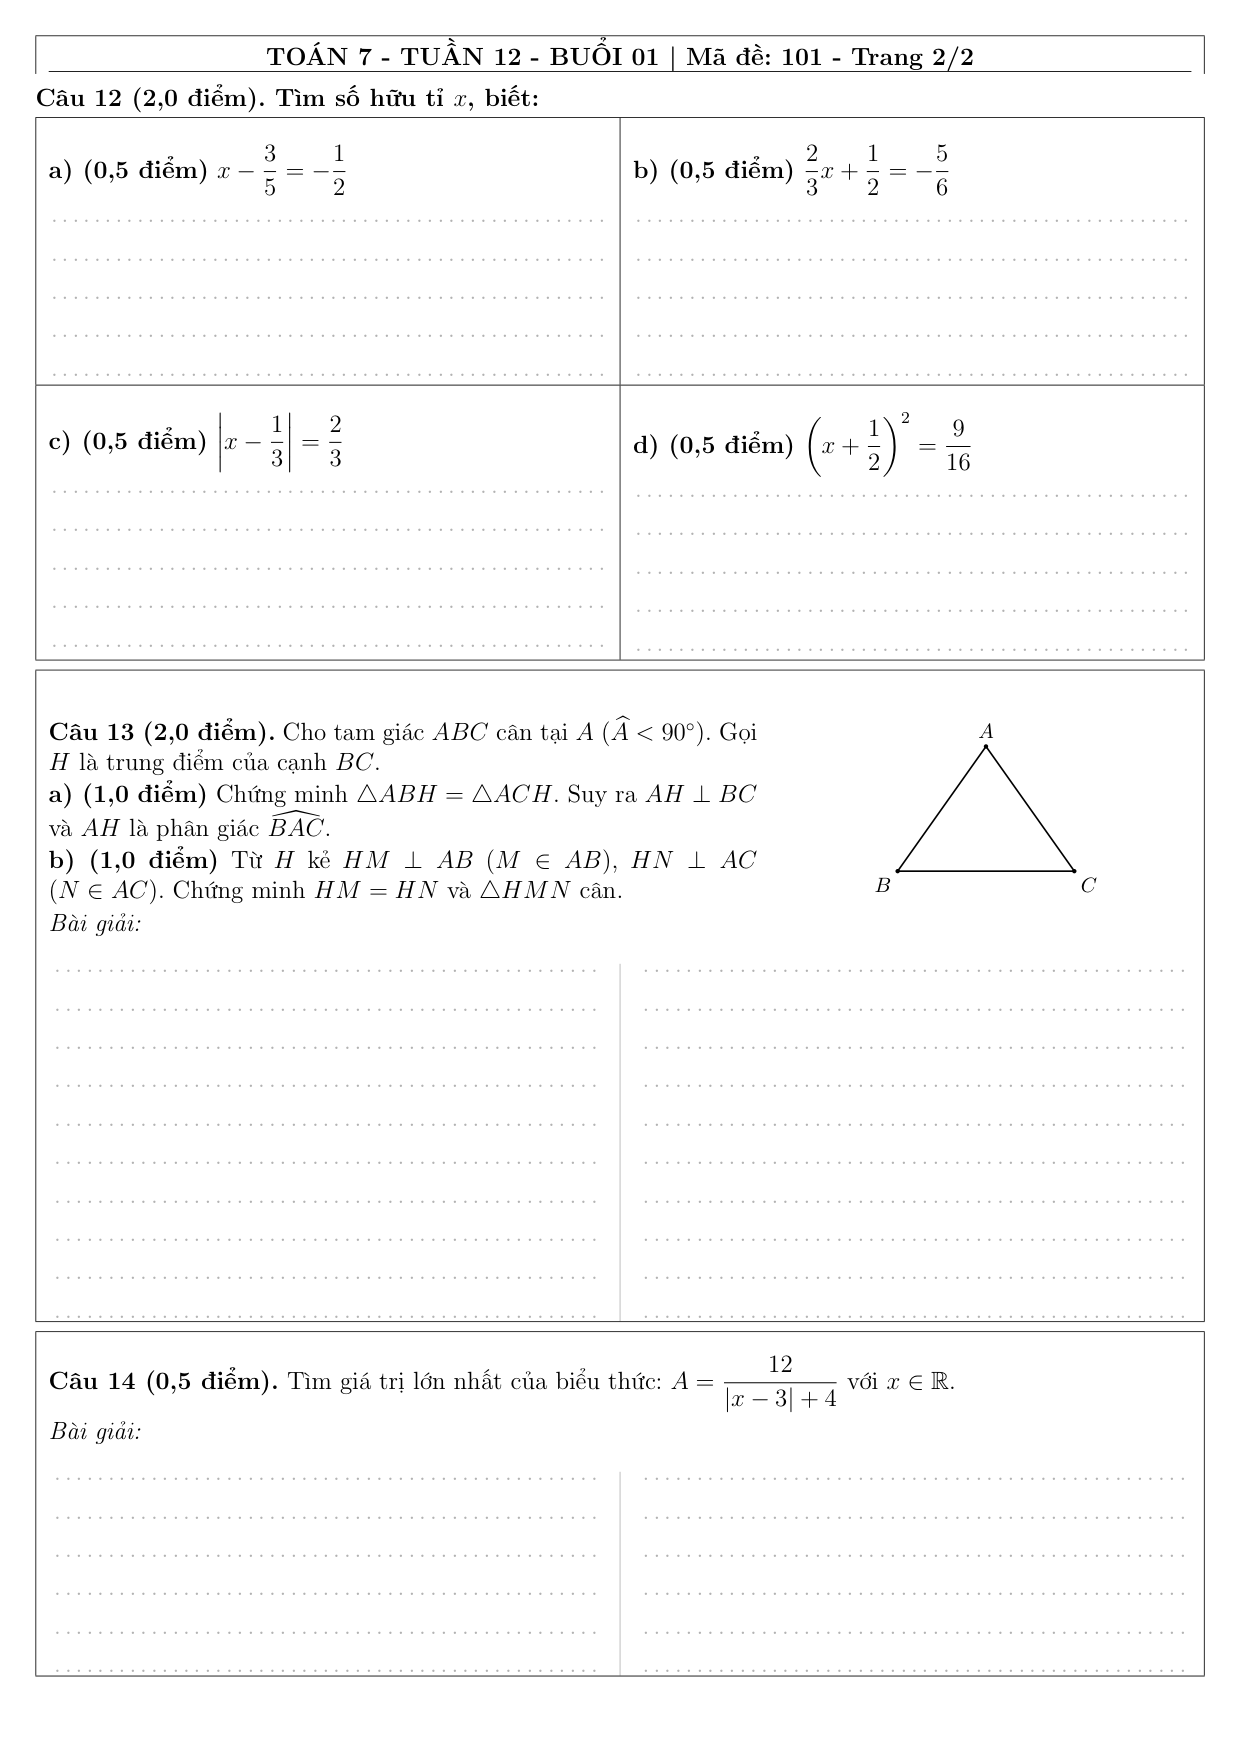 TOÁN 7 - TUẦN 12 - BUỔI 01 | Mã đề: 101 - Trang 2/2
Câu 12 (2,0 điểm). Tìm số hữu tỉ x, biết:
a) (0,5 điểm) x − 3/5 = −1/2
b) (0,5 điểm) 2/3 x + 1/2 = −5/6
c) (0,5 điểm) |x − 1/3| = 2/3
d) (0,5 điểm) (x + 1/2)² = 9/16
Câu 13 (2,0 điểm). Cho tam giác ABC cân tại A (Â < 90°). Gọi
H là trung điểm của cạnh BC.
a) (1,0 điểm) Chứng minh △ABH = △ACH. Suy ra AH ⊥ BC
và AH là phân giác \widehat{BAC}.
b) (1,0 điểm) Từ H kẻ HM ⊥ AB (M ∈ AB), HN ⊥ AC
(N ∈ AC). Chứng minh HM = HN và △HMN cân.
A
B
C
Bài giải:
Câu 14 (0,5 điểm). Tìm giá trị lớn nhất của biểu thức: A = 12/(|x − 3| + 4) với x ∈ ℝ.
Bài giải: